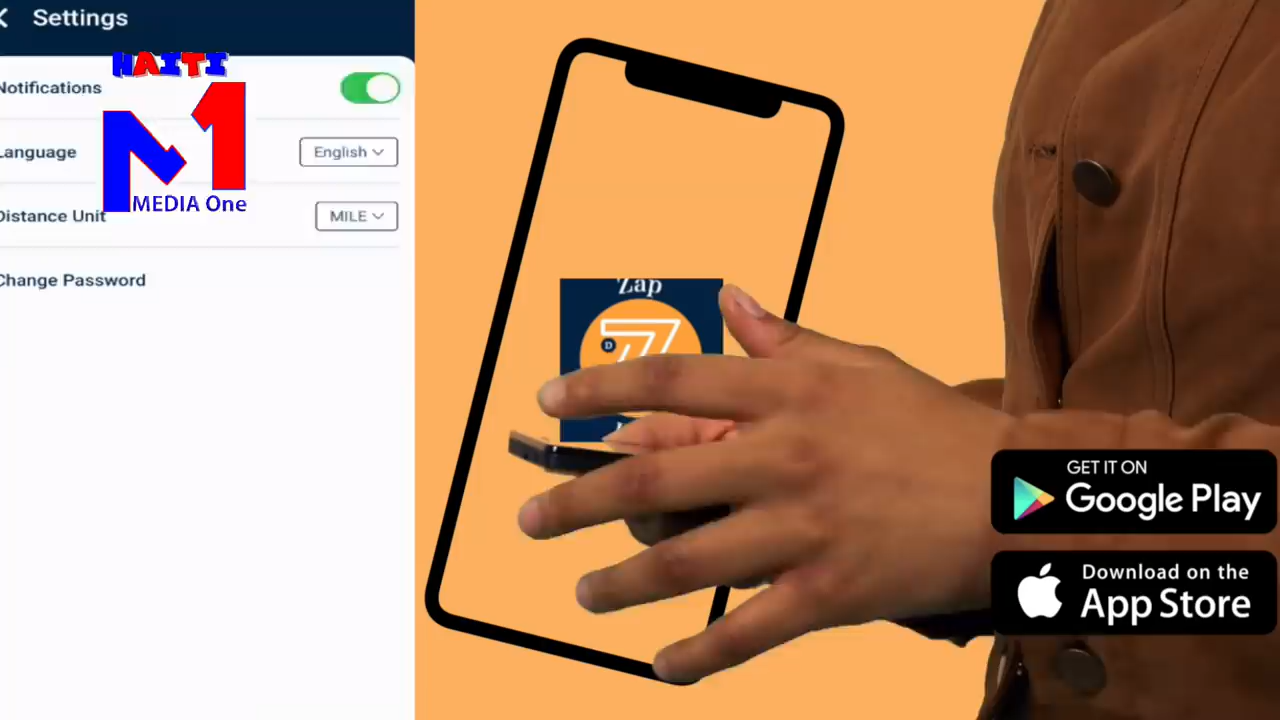 Settings
HAITI
M1
MEDIA One
Notifications
Language
English
Distance Unit
MILE
Change Password
Zap
D
GET IT ON
Google Play
Download on the
App Store